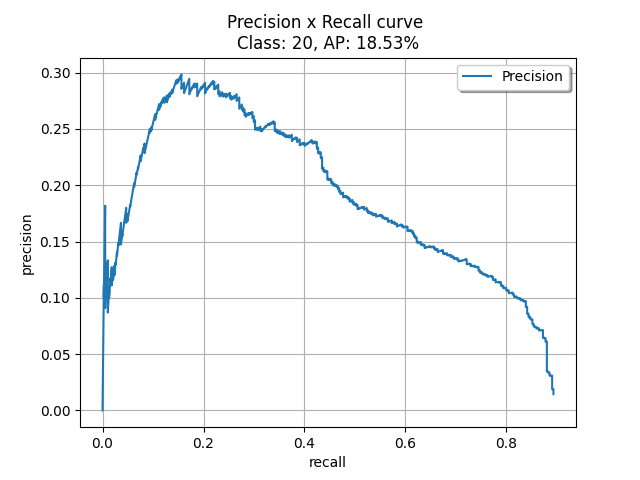 Precision x Recall curve
Class: 20, AP: 18.53%
Precision
0.30
0.25
0.20
0.15
0.10
0.05
0.00
precision
0.0 0.2 0.4 0.6 0.8
recall